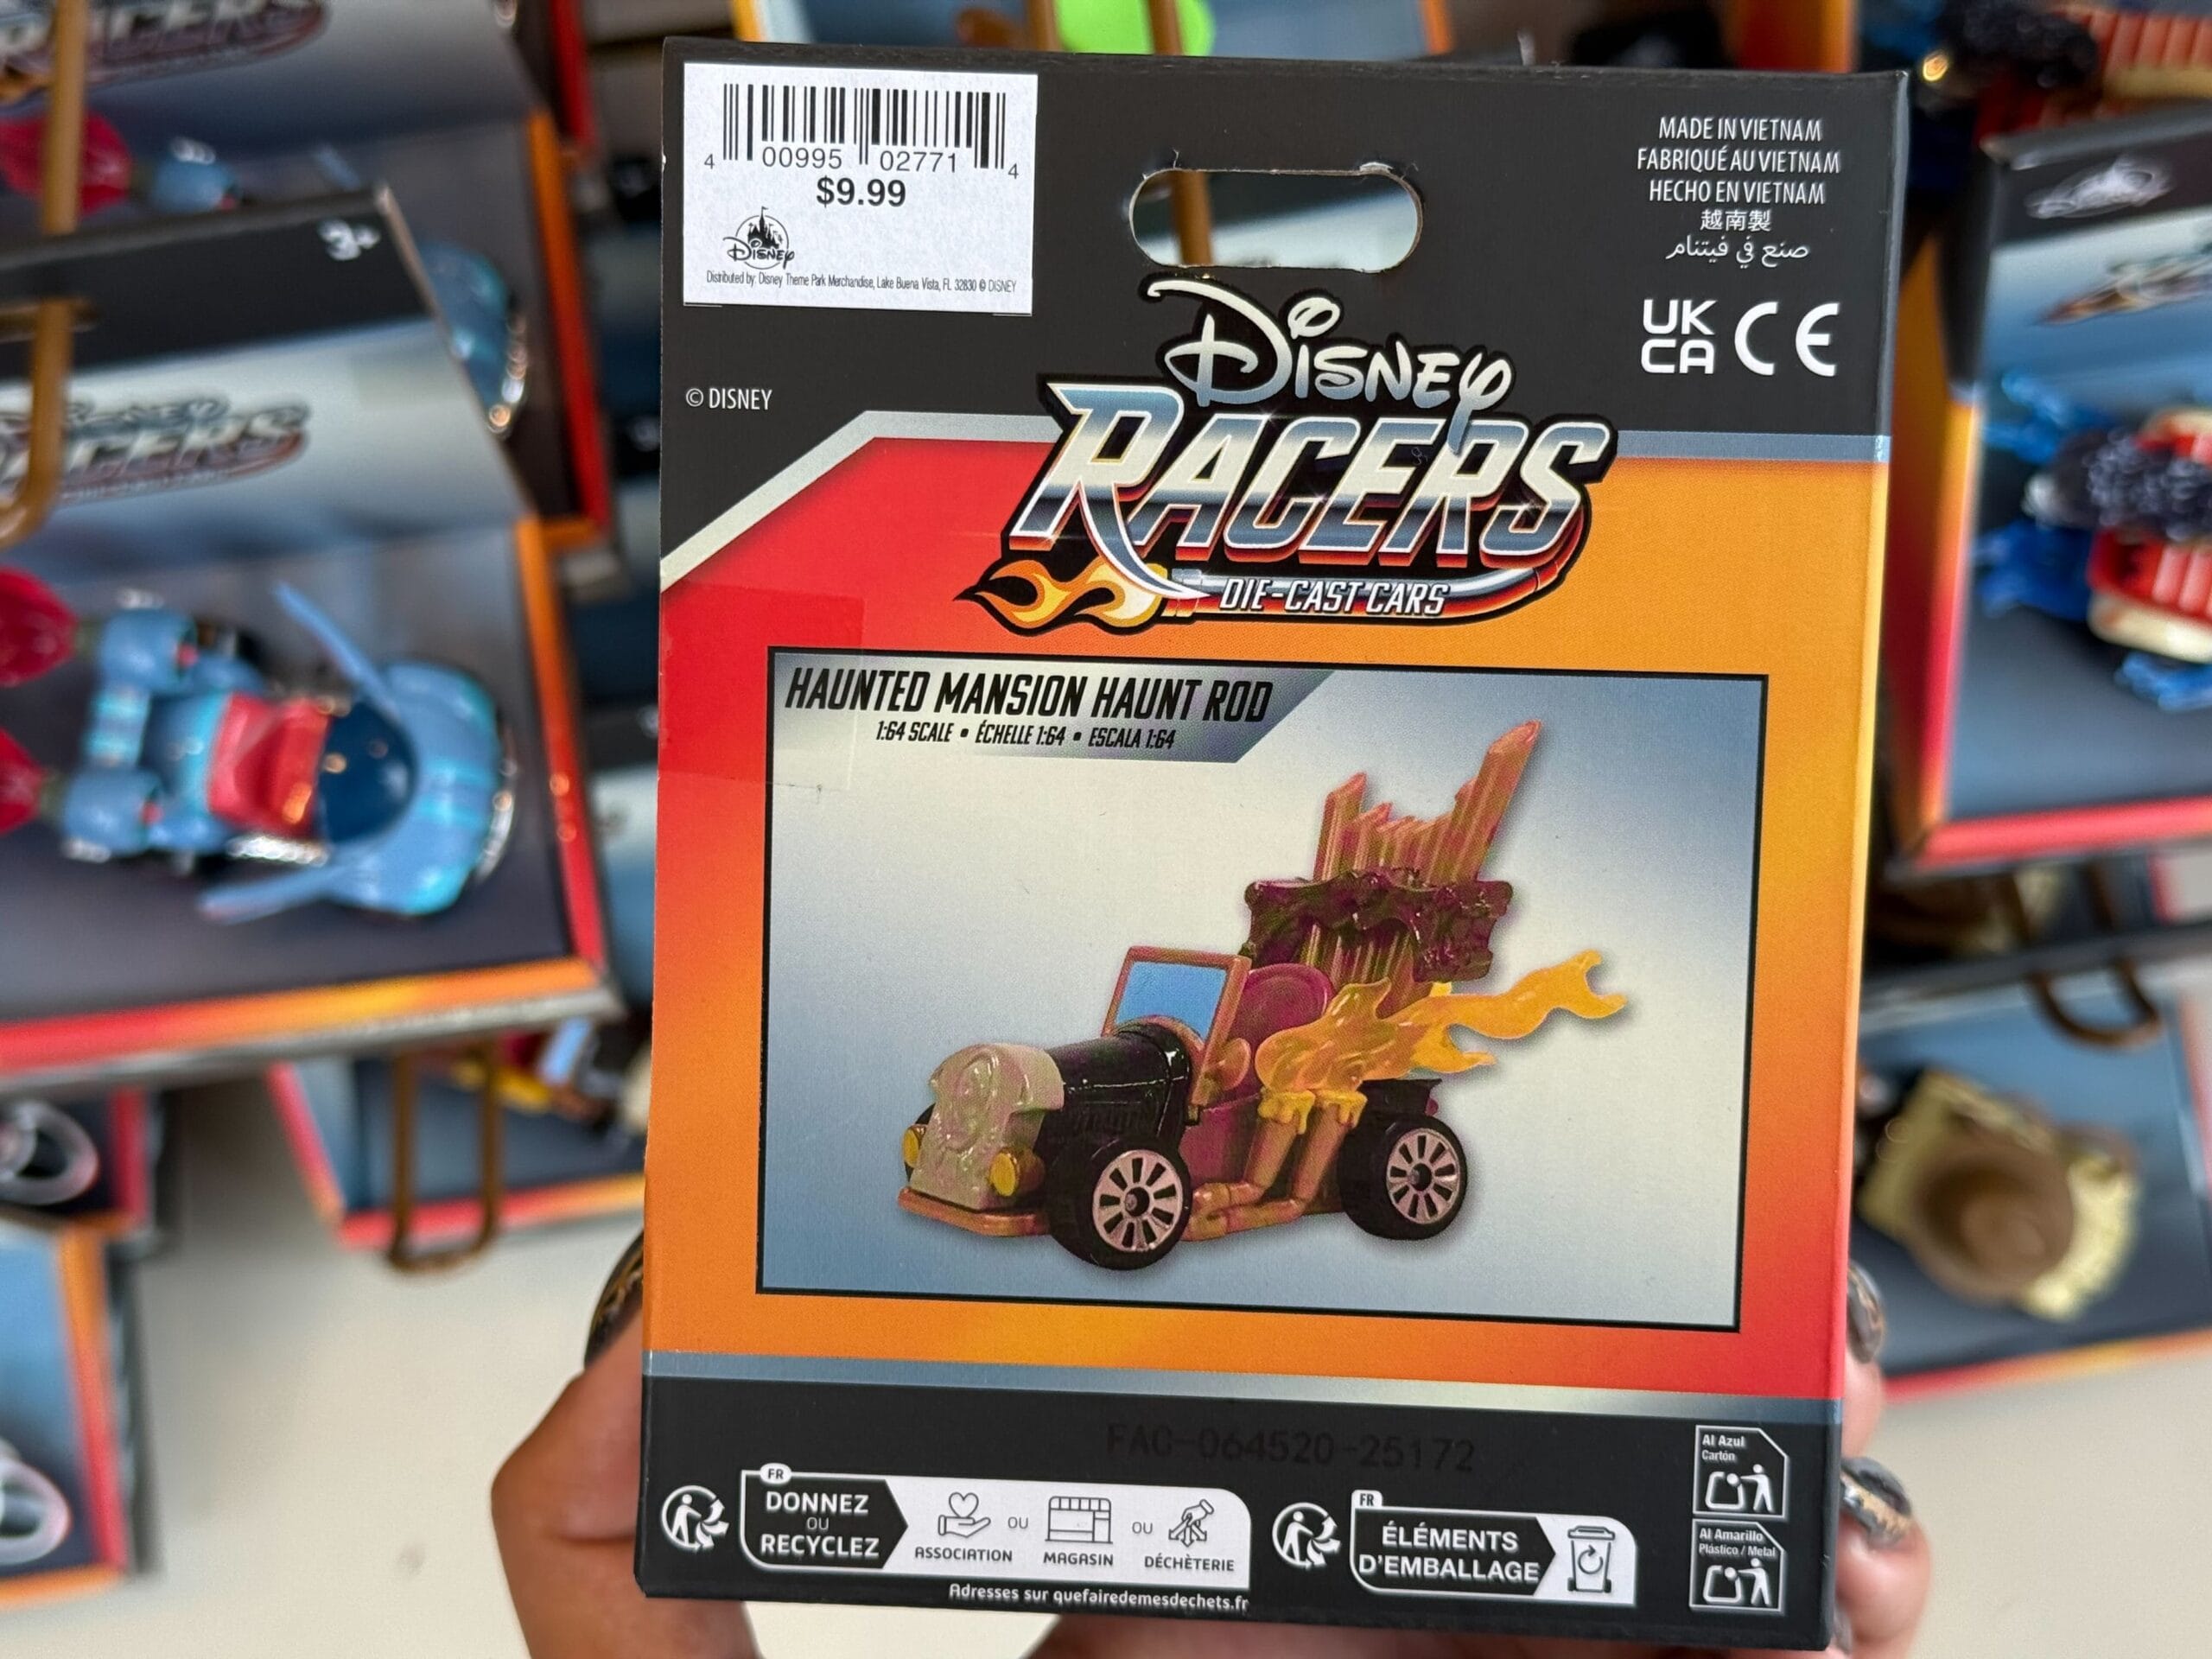 4 00995 02771 4
$9.99
Disney
Distributed by: Disney Theme Park Merchandise, Lake Buena Vista, FL 32830 © DISNEY
MADE IN VIETNAM
FABRIQUÉ AU VIETNAM
HECHO EN VIETNAM
越南製
صنع في فيتنام
UK
CA CE
© DISNEY
DISNEY
RACERS
DIE-CAST CARS
HAUNTED MANSION HAUNT ROD
1:64 SCALE • ÉCHELLE 1:64 • ESCALA 1:64
FAC-064520-25172
FR
DONNEZ
OU
RECYCLEZ
ASSOCIATION OU MAGASIN OU DÉCHÈTERIE
Adresses sur quefairedemesdechets.fr
FR
ÉLÉMENTS
D'EMBALLAGE
Al Azul
Cartón
Al Amarillo
Plástico / Metal
3+
RACERS
RACERS